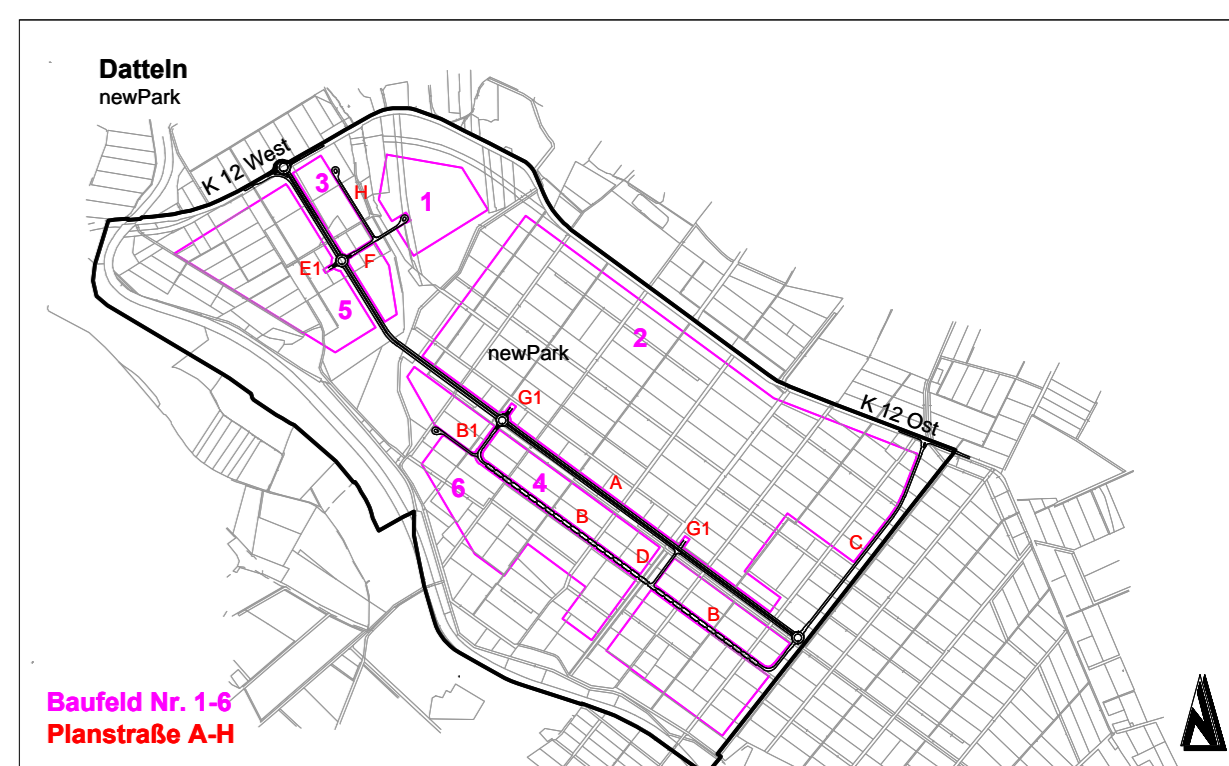 Datteln
newPark
K 12 West
3
H
1
E1
F
5
2
newPark
G1
K 12 Ost
B1
4
A
6
B
G1
C
D
B
Baufeld Nr. 1-6
Planstraße A-H
N